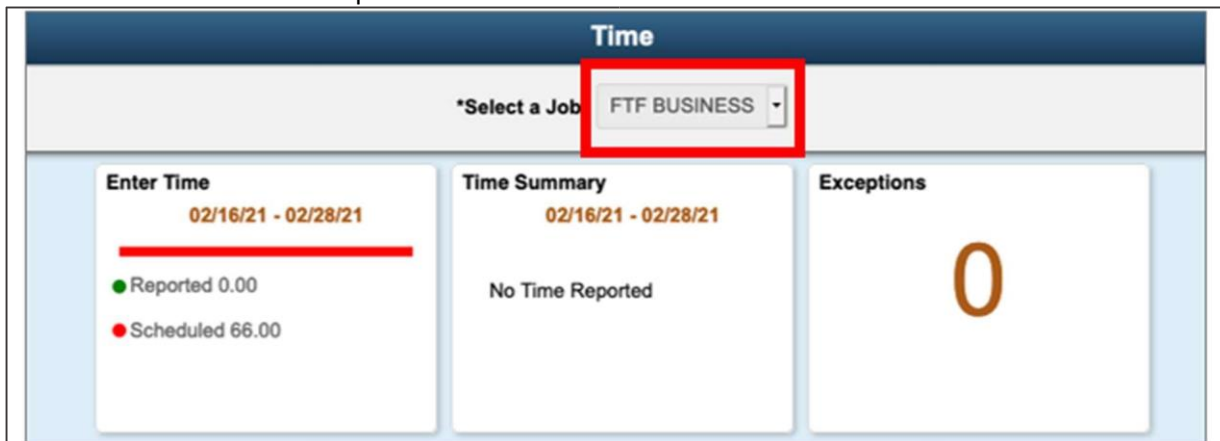 Time
*Select a Job FTF BUSINESS
Enter Time
02/16/21 - 02/28/21
Reported 0.00
Scheduled 66.00
Time Summary
02/16/21 - 02/28/21
No Time Reported
Exceptions
0